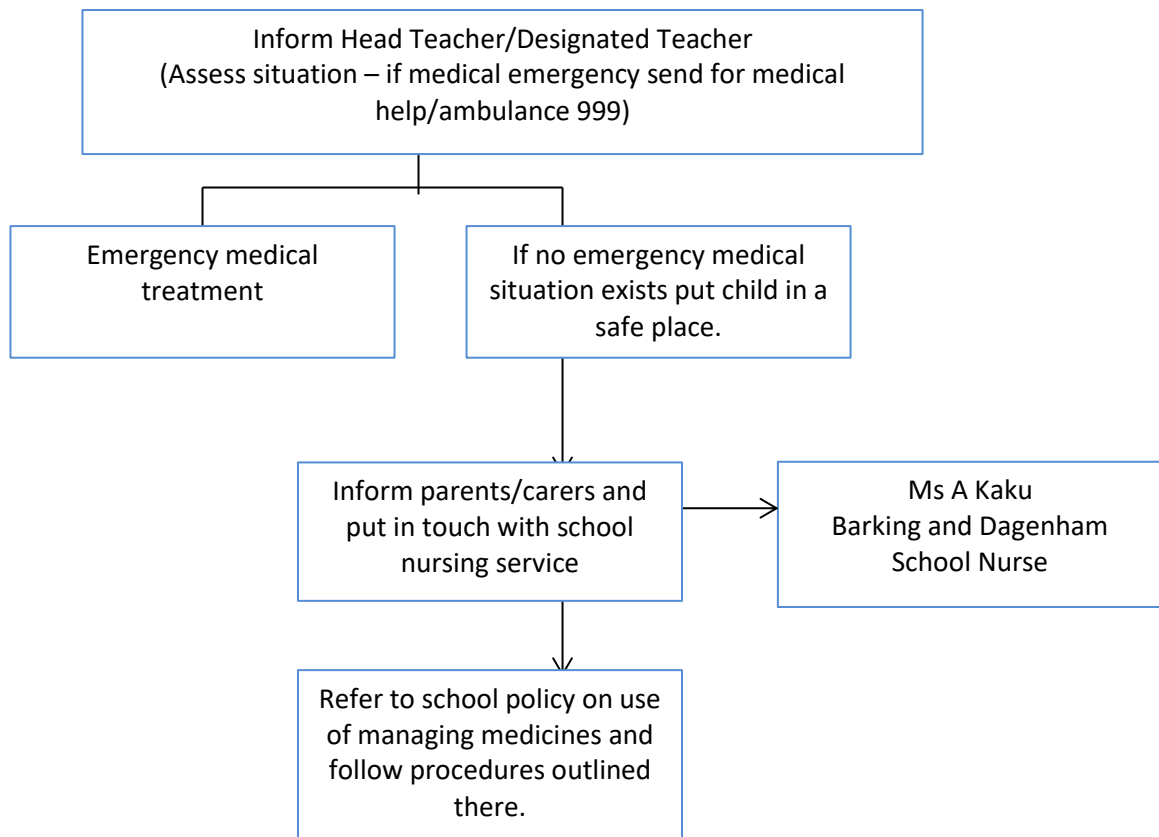 Inform Head Teacher/Designated Teacher
(Assess situation – if medical emergency send for medical
help/ambulance 999)
Emergency medical
treatment
If no emergency medical
situation exists put child in a
safe place.
Inform parents/carers and
put in touch with school
nursing service
Ms A Kaku
Barking and Dagenham
School Nurse
Refer to school policy on use
of managing medicines and
follow procedures outlined
there.